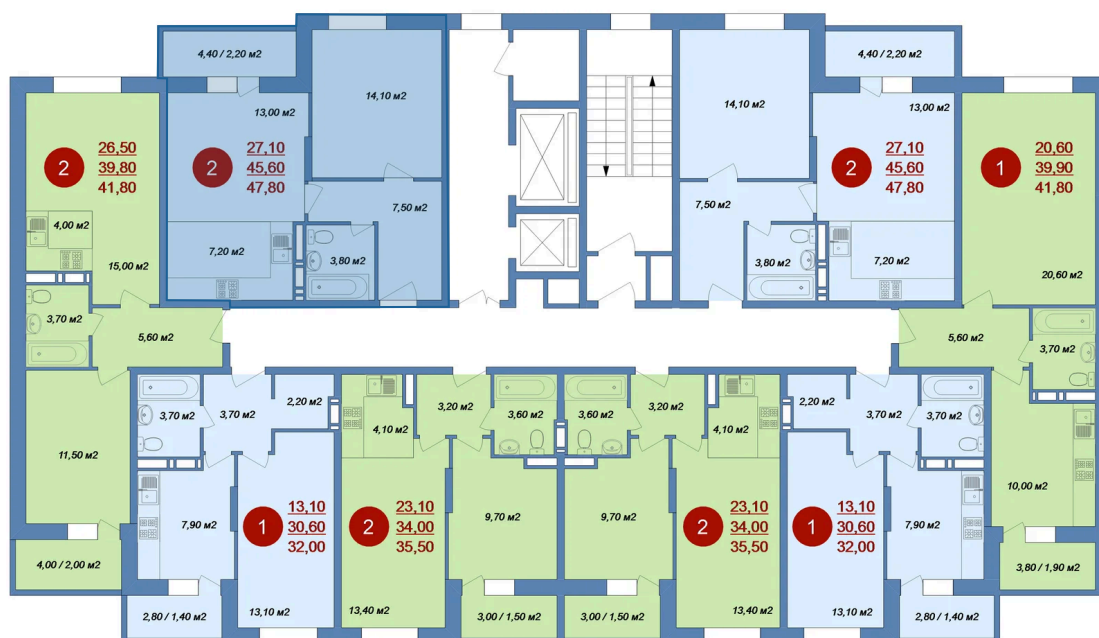 4,40 / 2,20 м2
14,10 м2
13,00 м2
2
27,10
45,60
47,80
7,20 м2
7,50 м2
3,80 м2
2
26,50
39,80
41,80
4,00 м2
15,00 м2
3,70 м2
5,60 м2
11,50 м2
4,00 / 2,00 м2
14,10 м2
4,40 / 2,20 м2
13,00 м2
2
27,10
45,60
47,80
7,50 м2
3,80 м2
7,20 м2
1
20,60
39,90
41,80
20,60 м2
5,60 м2
3,70 м2
10,00 м2
3,80 / 1,90 м2
3,70 м2
3,70 м2
2,20 м2
7,90 м2
1
13,10
30,60
32,00
13,10 м2
2,80 / 1,40 м2
4,10 м2
3,20 м2
3,60 м2
2
23,10
34,00
35,50
9,70 м2
13,40 м2
3,00 / 1,50 м2
3,60 м2
3,20 м2
4,10 м2
9,70 м2
2
23,10
34,00
35,50
3,00 / 1,50 м2
13,40 м2
2,20 м2
3,70 м2
3,70 м2
1
13,10
30,60
32,00
7,90 м2
13,10 м2
2,80 / 1,40 м2